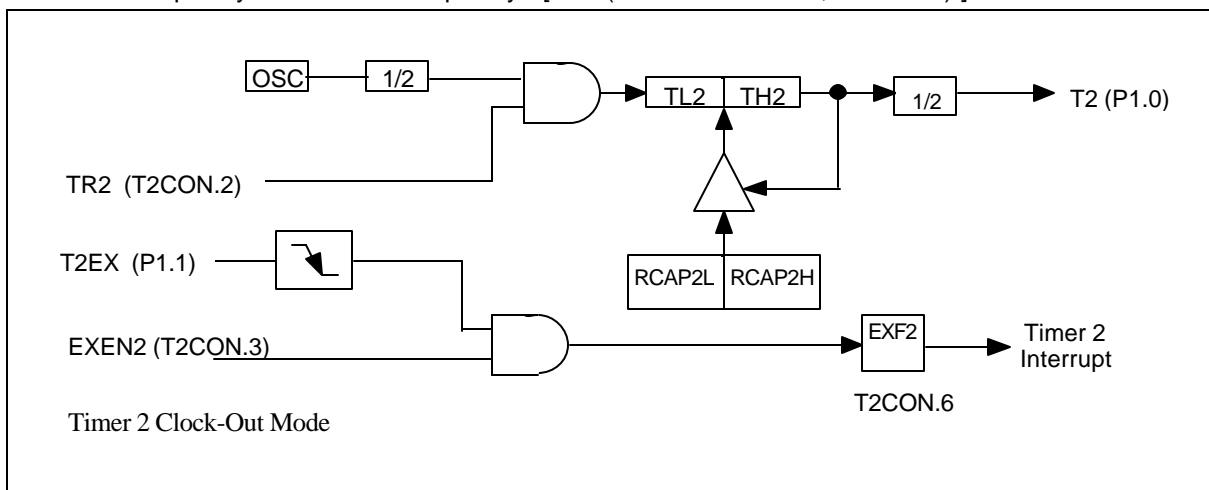 OSC
1/2
TL2
TH2
1/2
T2 (P1.0)
TR2 (T2CON.2)
T2EX (P1.1)
RCAP2L
RCAP2H
EXEN2 (T2CON.3)
EXF2
Timer 2
Interrupt
T2CON.6
Timer 2 Clock-Out Mode